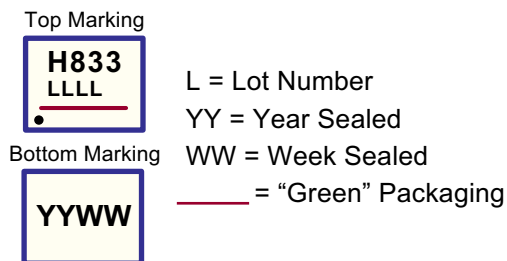 Top Marking
H833
LLLL
Bottom Marking
YYWW
L = Lot Number
YY = Year Sealed
WW = Week Sealed
= “Green” Packaging